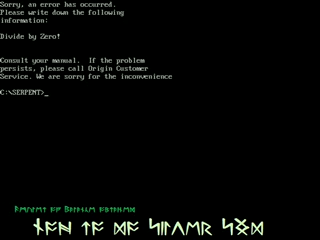 Sorry, an error has occurred.
Please write down the following
information:
Divide by Zero!
Consult your manual. If the problem
persists, please call Origin Customer
Service. We are sorry for the inconvenience
C:\SERPENT>_